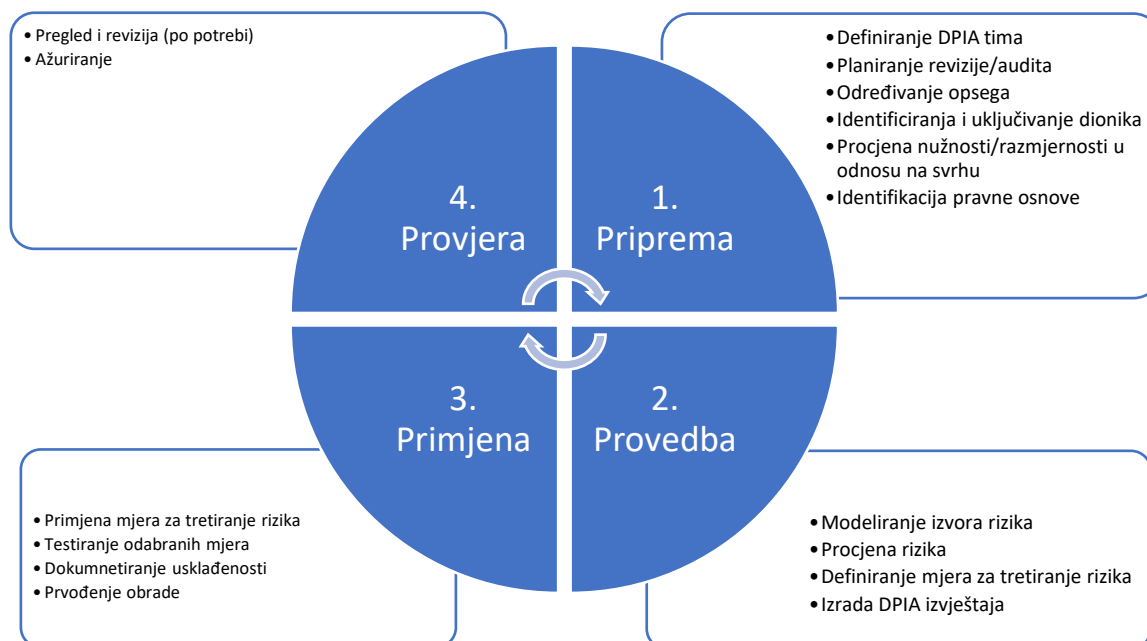 • Pregled i revizija (po potrebi)
• Ažuriranje
• Definiranje DPIA tima
• Planiranje revizije/audita
• Određivanje opsega
• Identificiranja i uključivanje dionika
• Procjena nužnosti/razmjernosti u
odnosu na svrhu
• Identifikacija pravne osnove
4.
Provjera
1.
Priprema
3.
Primjena
2.
Provedba
• Primjena mjera za tretiranje rizika
• Testiranje odabranih mjera
• Dokumnetiranje usklađenosti
• Prvođenje obrade
• Modeliranje izvora rizika
• Procjena rizika
• Definiranje mjera za tretiranje rizika
• Izrada DPIA izvještaja